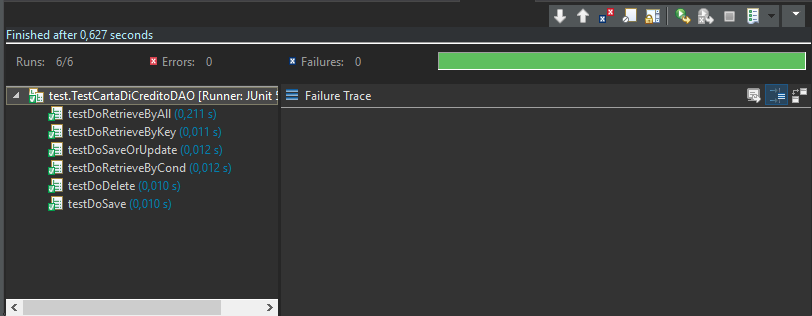 Finished after 0,627 seconds
Runs: 6/6 Errors: 0 Failures: 0
test.TestCartaDiCreditoDAO [Runner: JUnit 5
Failure Trace
testDoRetrieveByAll (0,211 s)
testDoRetrieveByKey (0,011 s)
testDoSaveOrUpdate (0,012 s)
testDoRetrieveByCond (0,012 s)
testDoDelete (0,010 s)
testDoSave (0,010 s)